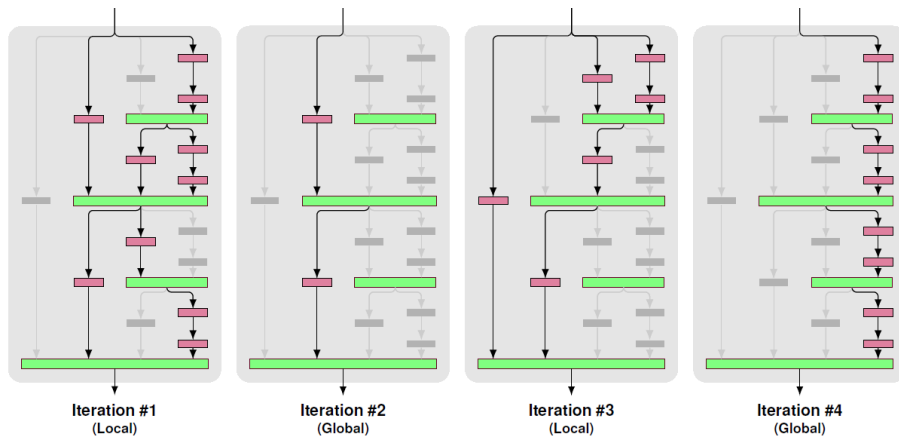 Iteration #1
(Local)
Iteration #2
(Global)
Iteration #3
(Local)
Iteration #4
(Global)